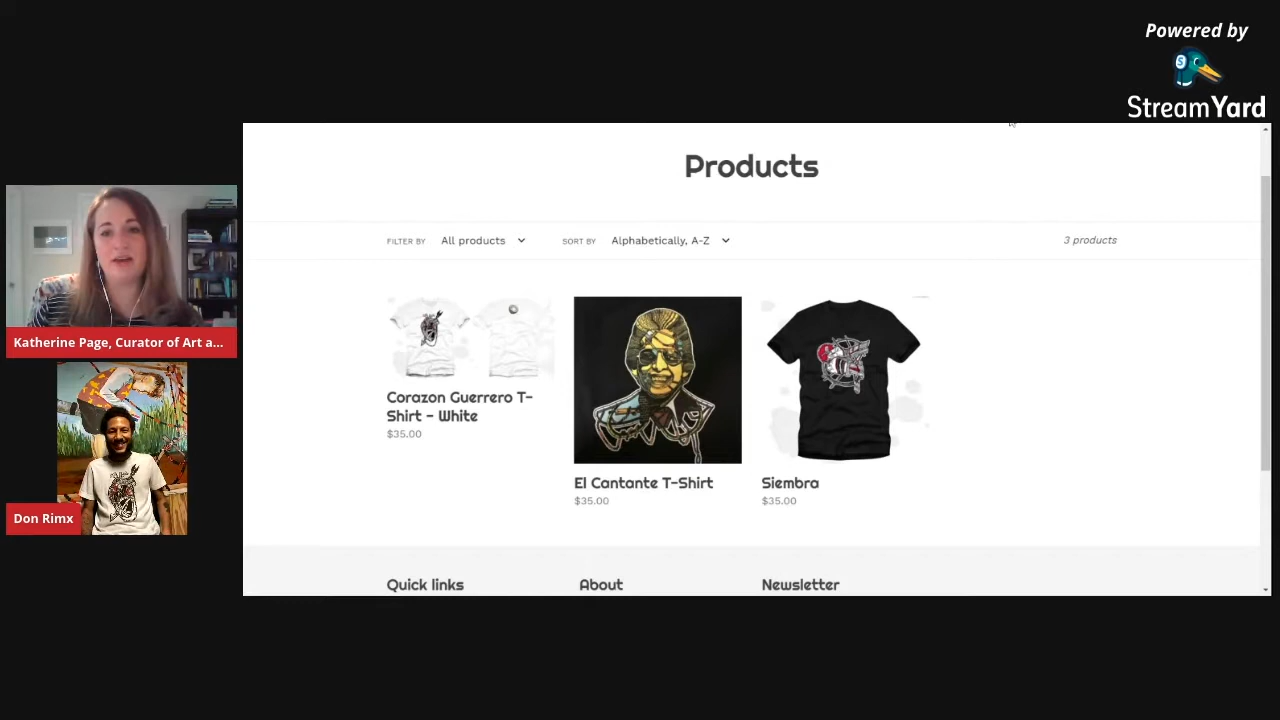 Powered by
StreamYard
Products
FILTER BY All products SORT BY Alphabetically, A-Z 3 products
Corazon Guerrero T-
Shirt - White
$35.00
El Cantante T-Shirt
$35.00
Siembra
$35.00
Quick links About Newsletter
Katherine Page, Curator of Art a...
Don Rimx